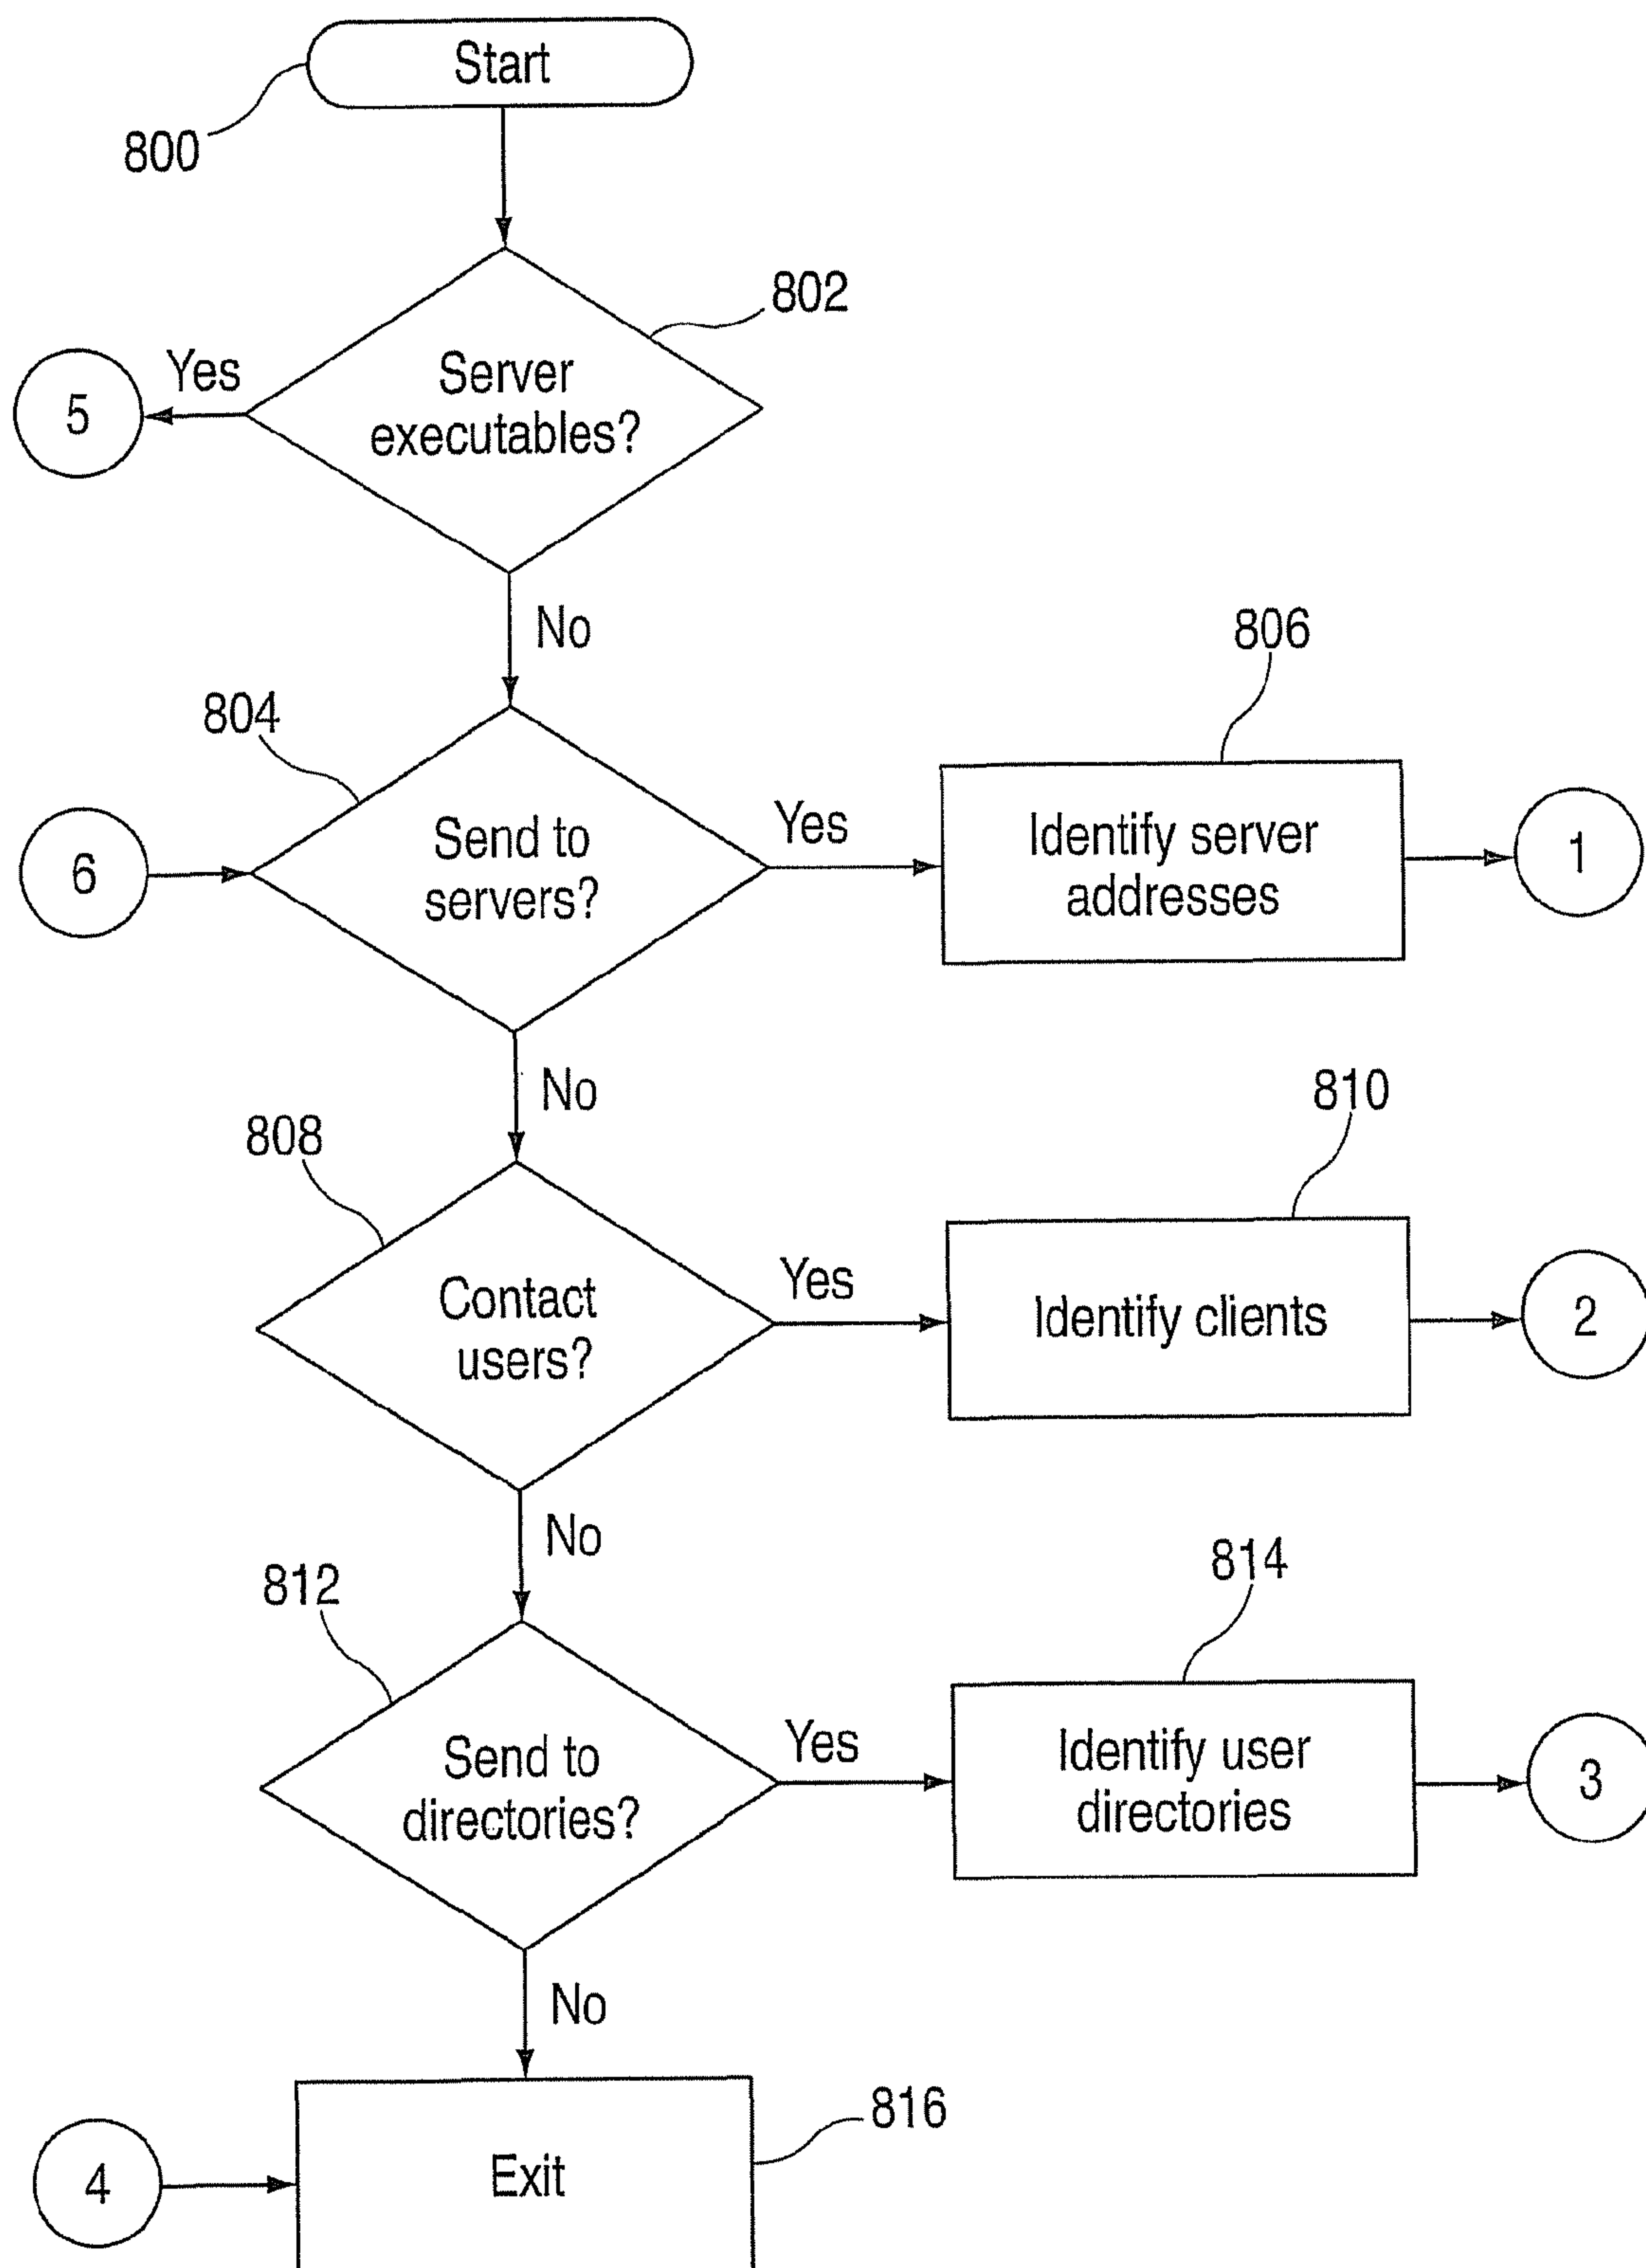 Start
800
802
Server
executables?
Yes
5
No
804
806
6
Send to
servers?
Yes
Identify server
addresses
1
No
808
810
Contact
users?
Yes
Identify clients
2
No
812
814
Send to
directories?
Yes
Identify user
directories
3
No
816
4
Exit